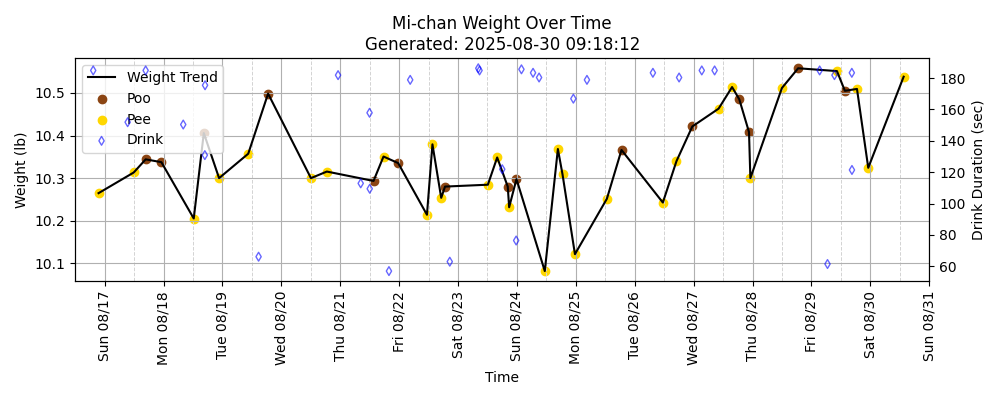 Mi-chan Weight Over Time
Generated: 2025-08-30 09:18:12
Weight Trend
Poo
Pee
Drink
Weight (lb)
10.5
10.4
10.3
10.2
10.1
Drink Duration (sec)
180
160
140
120
100
80
60
Sun 08/17
Mon 08/18
Tue 08/19
Wed 08/20
Thu 08/21
Fri 08/22
Sat 08/23
Sun 08/24
Mon 08/25
Tue 08/26
Wed 08/27
Thu 08/28
Fri 08/29
Sat 08/30
Sun 08/31
Time